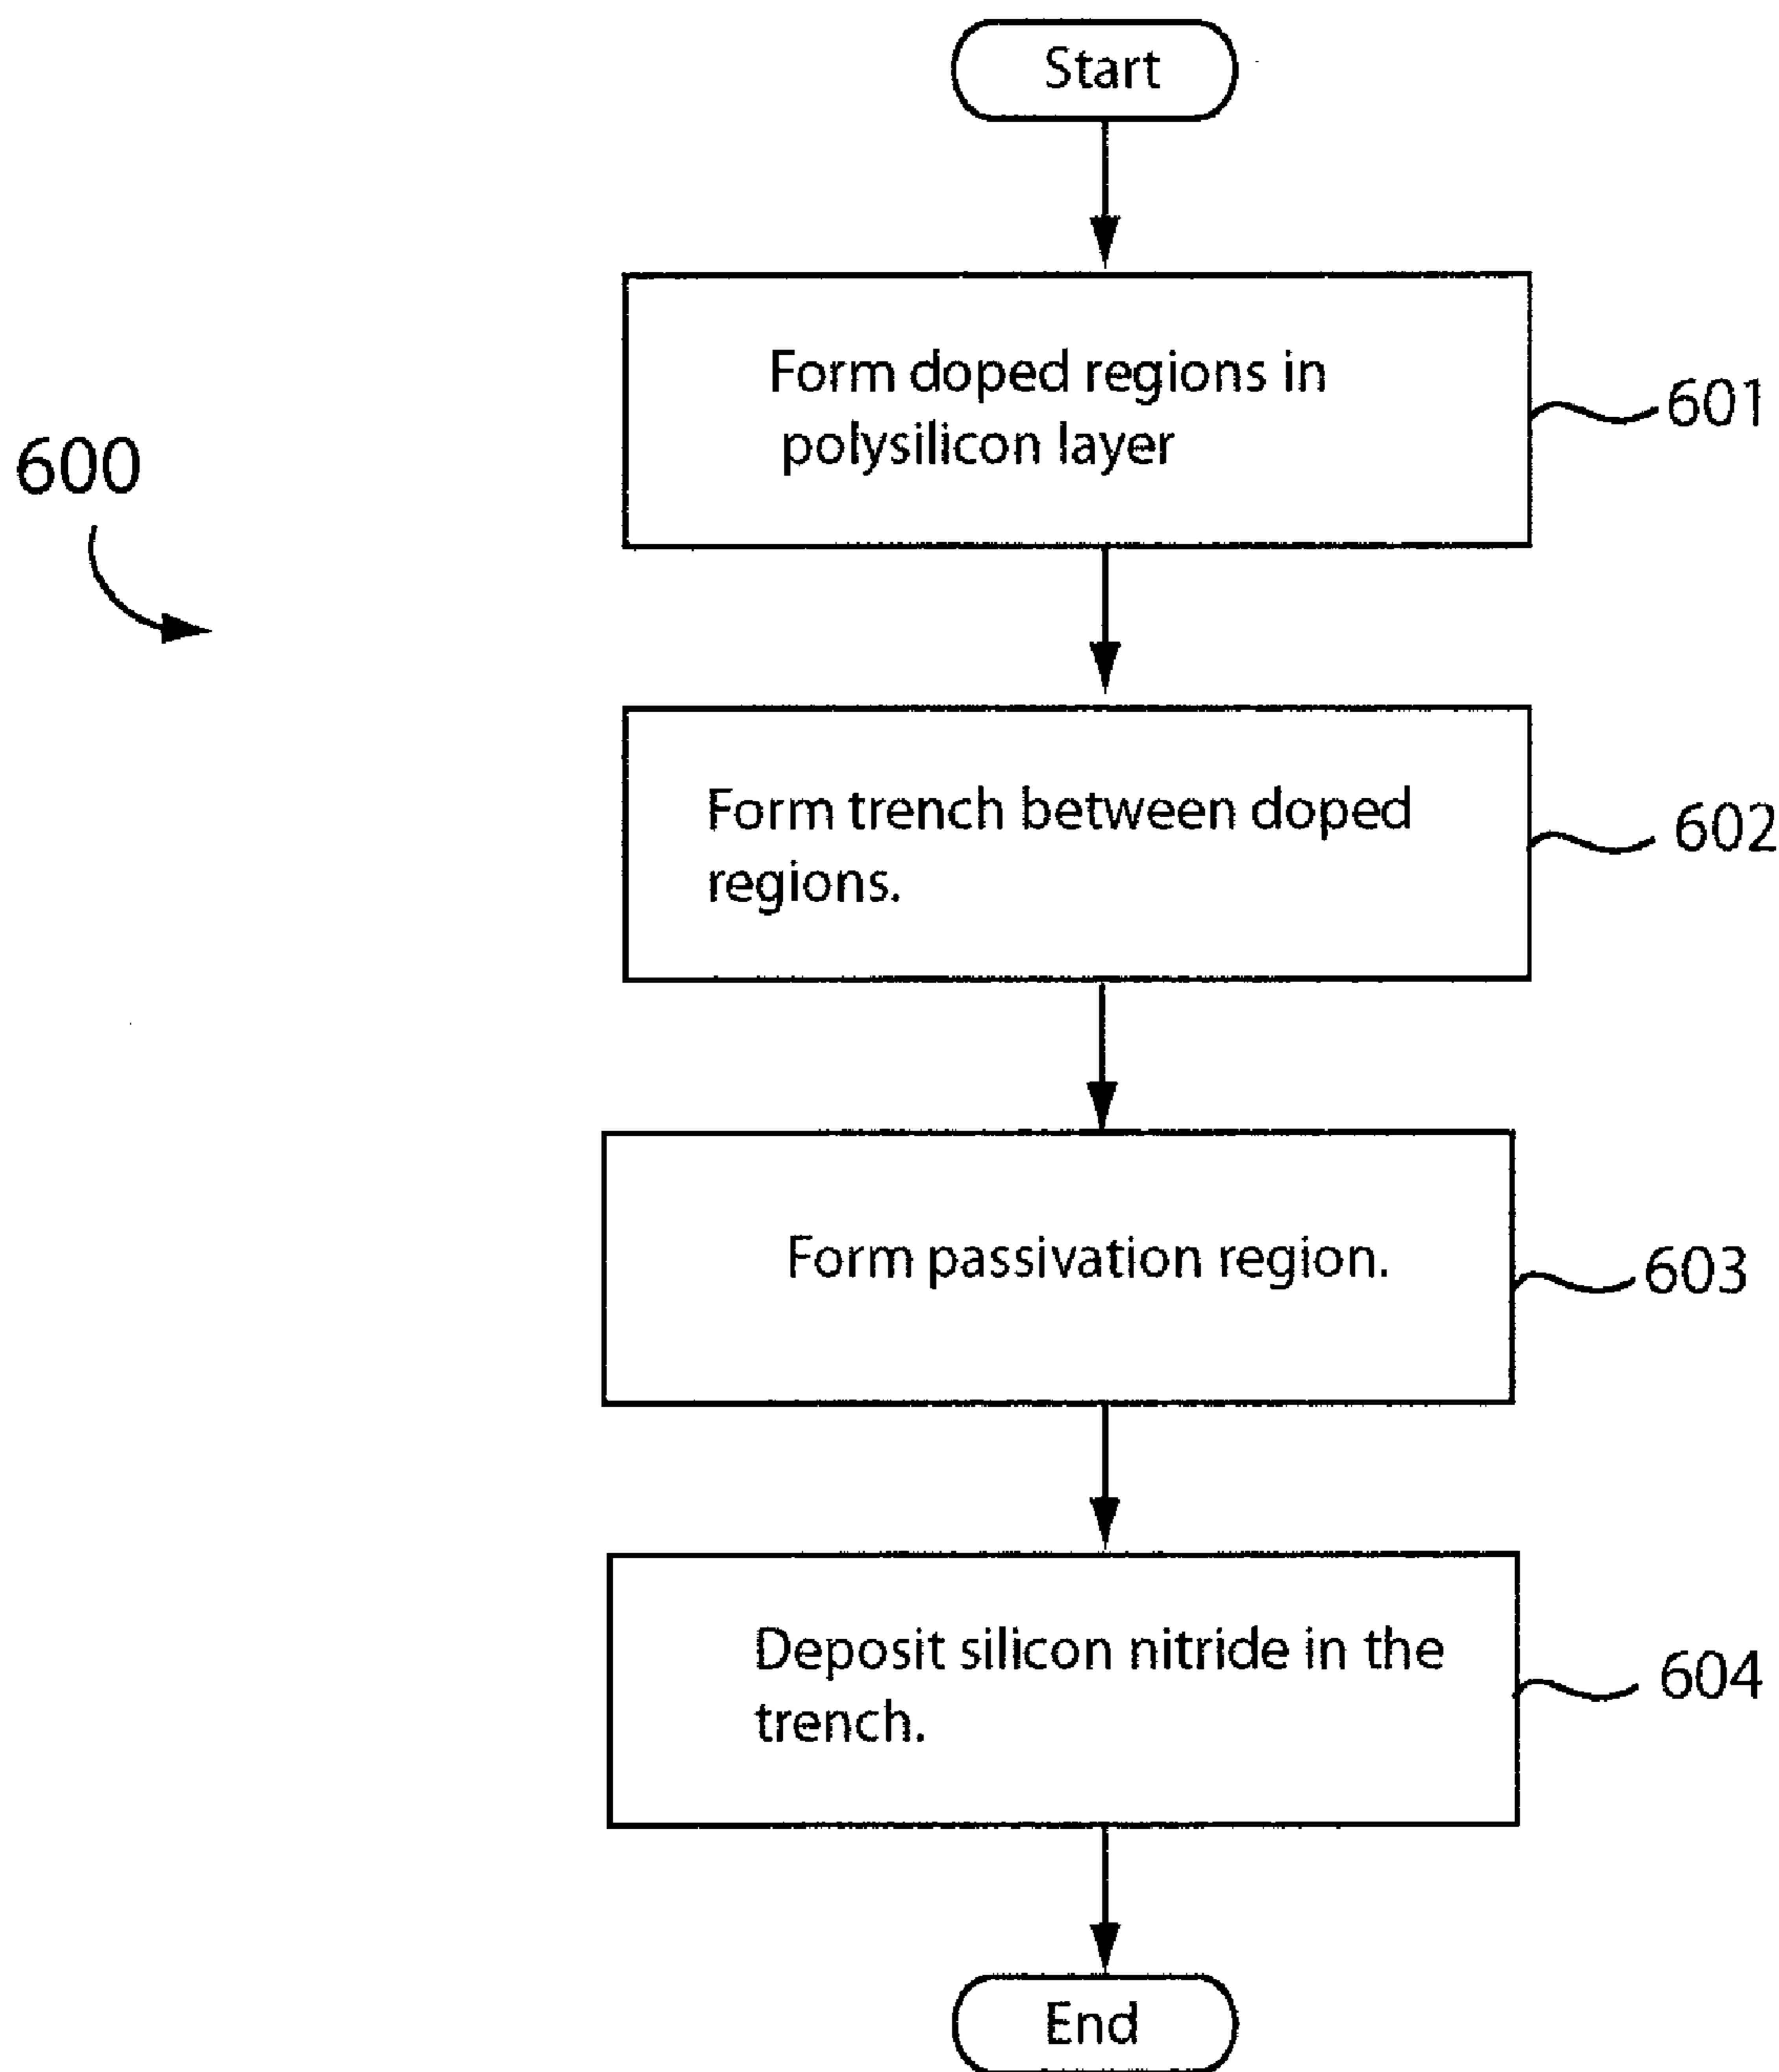 Start
Form doped regions in
polysilicon layer
601
600
Form trench between doped
regions.
602
Form passivation region.
603
Deposit silicon nitride in the
trench.
604
End